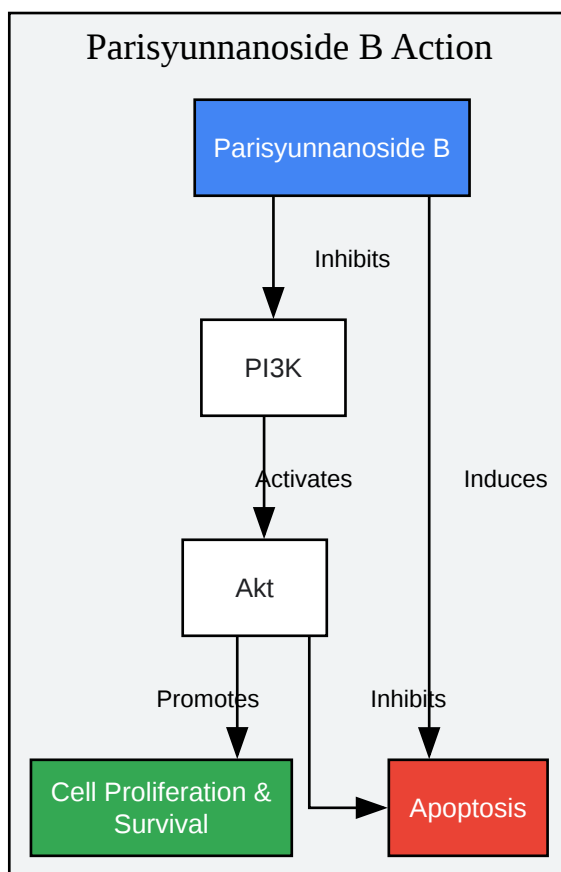 Parisyunnanoside B Action
Parisyunnanoside B
Inhibits
PI3K
Activates
Induces
Akt
Promotes
Inhibits
Cell Proliferation &
Survival
Apoptosis